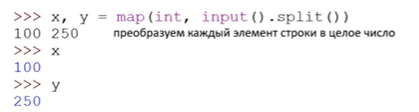 >>> x, y = map(int, input().split())
100 250 преобразуем каждый элемент строки в целое число
>>> x
100
>>> y
250